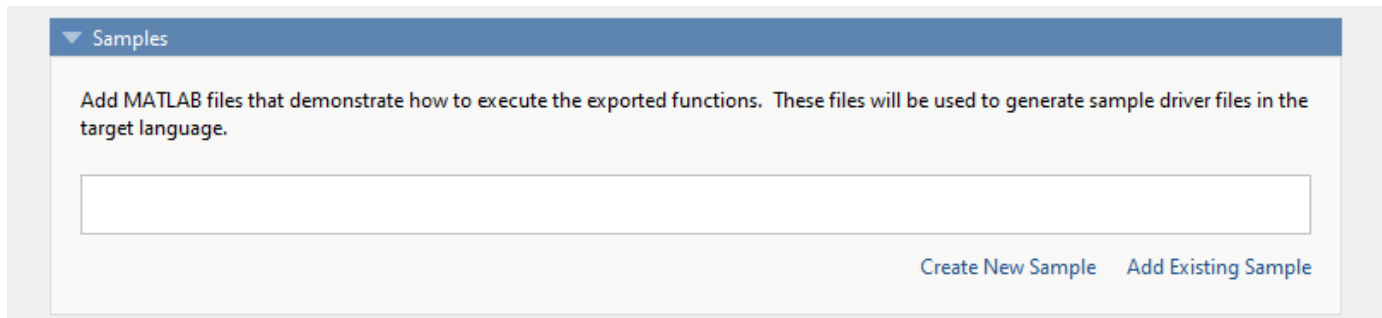 Samples
Add MATLAB files that demonstrate how to execute the exported functions.  These files will be used to generate sample driver files in the
target language.
Create New Sample Add Existing Sample